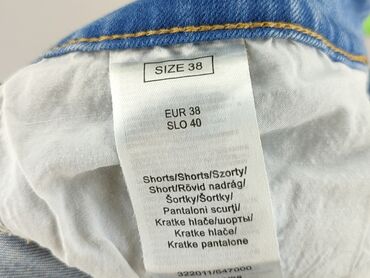 SIZE 38
EUR 38
SLO 40
Shorts/Shorts/Szorty/
Short/Rövid nadrág/
Šortky/Šortky/
Pantaloni scurți/
Kratke hlače/шорты/
Kratke hlače/
Kratke pantalone
322011/647000